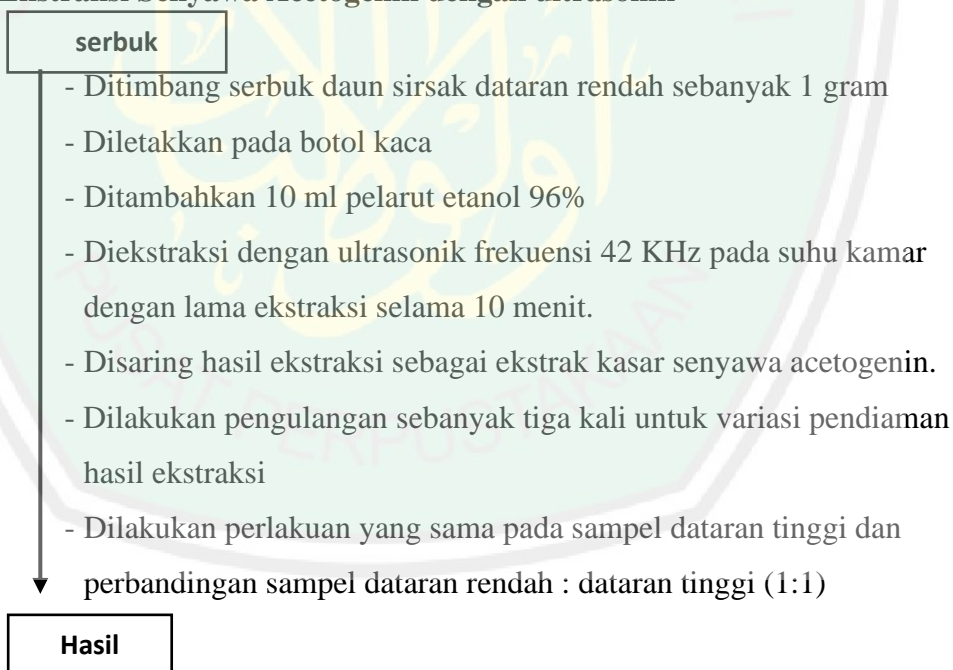 Ekstraksi Senyawa Acetogenin dengan ultrasonik
serbuk
- Ditimbang serbuk daun sirsak dataran rendah sebanyak 1 gram
- Diletakkan pada botol kaca
- Ditambahkan 10 ml pelarut etanol 96%
- Diekstraksi dengan ultrasonik frekuensi 42 KHz pada suhu kamar
dengan lama ekstraksi selama 10 menit.
- Disaring hasil ekstraksi sebagai ekstrak kasar senyawa acetogenin.
- Dilakukan pengulangan sebanyak tiga kali untuk variasi pendiaman
hasil ekstraksi
- Dilakukan perlakuan yang sama pada sampel dataran tinggi dan
perbandingan sampel dataran rendah : dataran tinggi (1:1)
Hasil
PUSAT PERPUSTAKAAN